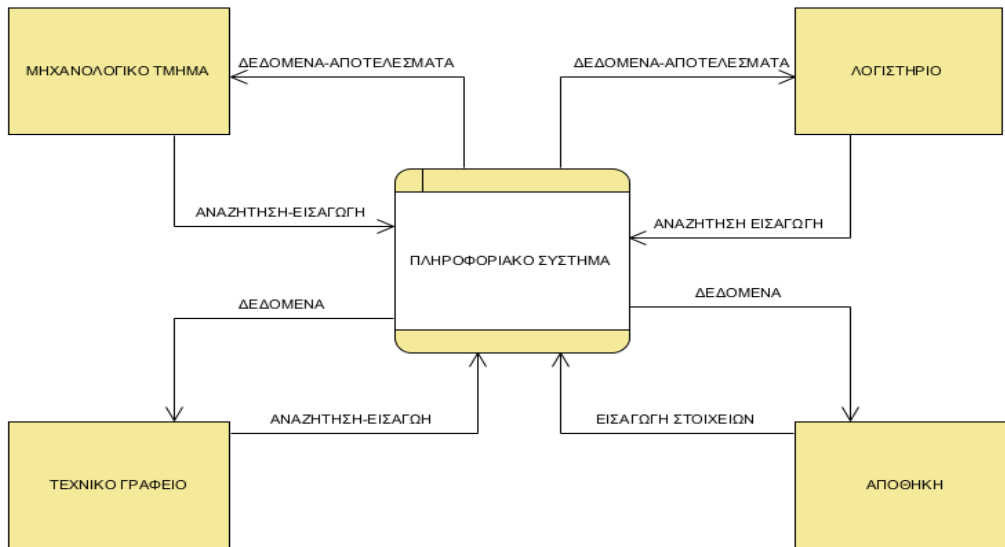 ΜΗΧΑΝΟΛΟΓΙΚΟ ΤΜΗΜΑ
ΔΕΔΟΜΕΝΑ-ΑΠΟΤΕΛΕΣΜΑΤΑ
ΔΕΔΟΜΕΝΑ-ΑΠΟΤΕΛΕΣΜΑΤΑ
ΛΟΓΙΣΤΗΡΙΟ
ΑΝΑΖΗΤΗΣΗ-ΕΙΣΑΓΩΓΗ
ΑΝΑΖΗΤΗΣΗ ΕΙΣΑΓΩΓΗ
ΠΛΗΡΟΦΟΡΙΑΚΟ ΣΥΣΤΗΜΑ
ΔΕΔΟΜΕΝΑ
ΔΕΔΟΜΕΝΑ
ΑΝΑΖΗΤΗΣΗ-ΕΙΣΑΓΩΗ
ΕΙΣΑΓΩΓΗ ΣΤΟΙΧΕΙΩΝ
ΤΕΧΝΙΚΟ ΓΡΑΦΕΙΟ
ΑΠΟΘΗΚΗ